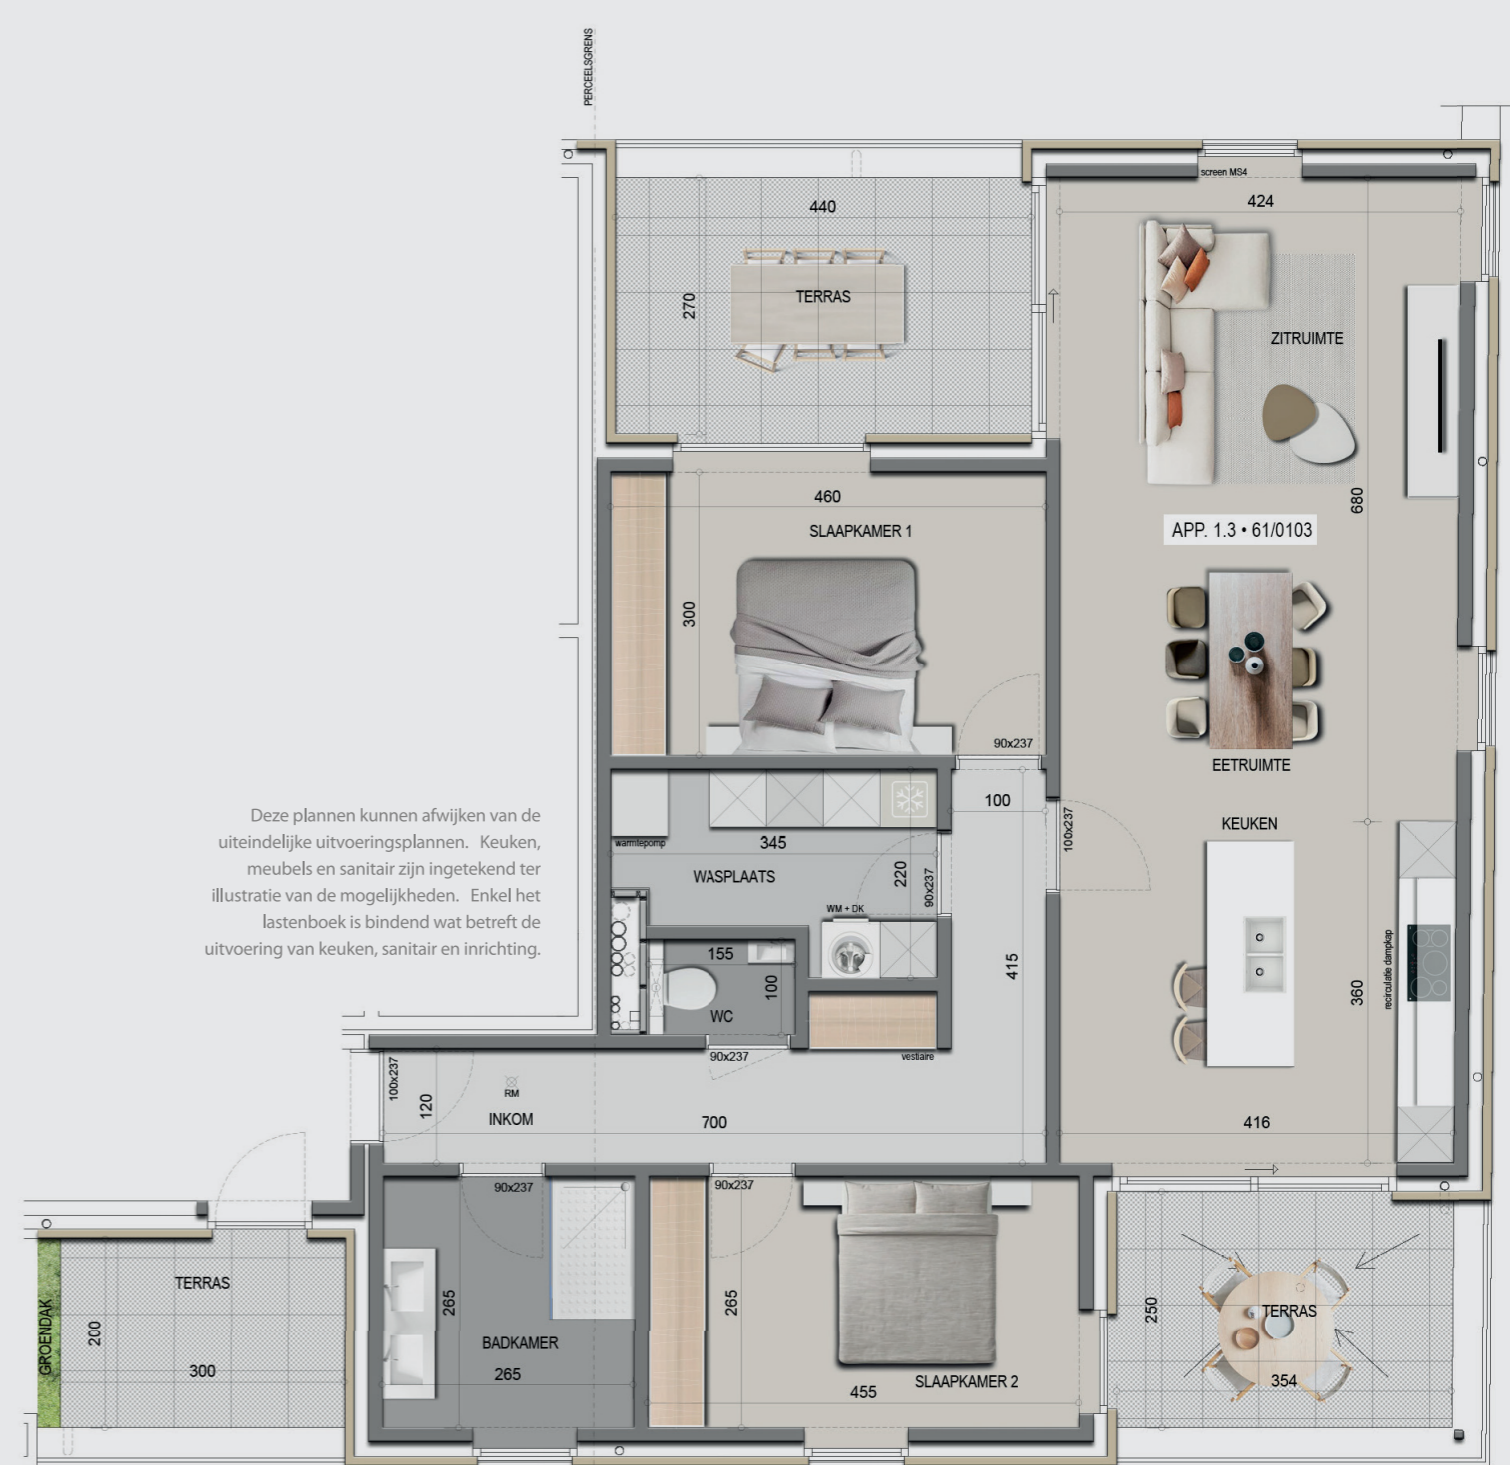 PERCEELSGRENS
screen MS4
440
424
270
TERRAS
ZITRUIMTE
460
680
SLAAPKAMER 1
APP. 1.3 • 61/0103
300
90x237
EETRUIMTE
100
KEUKEN
100x237
warmtepomp
345
WASPLAATS
220
90x237
WM + DK
Deze plannen kunnen afwijken van de
uiteindelijke uitvoeringsplannen. Keuken,
meubels en sanitair zijn ingetekend ter
illustratie van de mogelijkheden. Enkel het
lastenboek is bindend wat betreft de
uitvoering van keuken, sanitair en inrichting.
155
100
WC
415
360
recirculatie dampkap
90x237
vestiaire
100x237
120
RM
INKOM
700
416
90x237
90x237
TERRAS
200
300
GROENDAK
265
BADKAMER
265
265
455
SLAAPKAMER 2
250
TERRAS
354